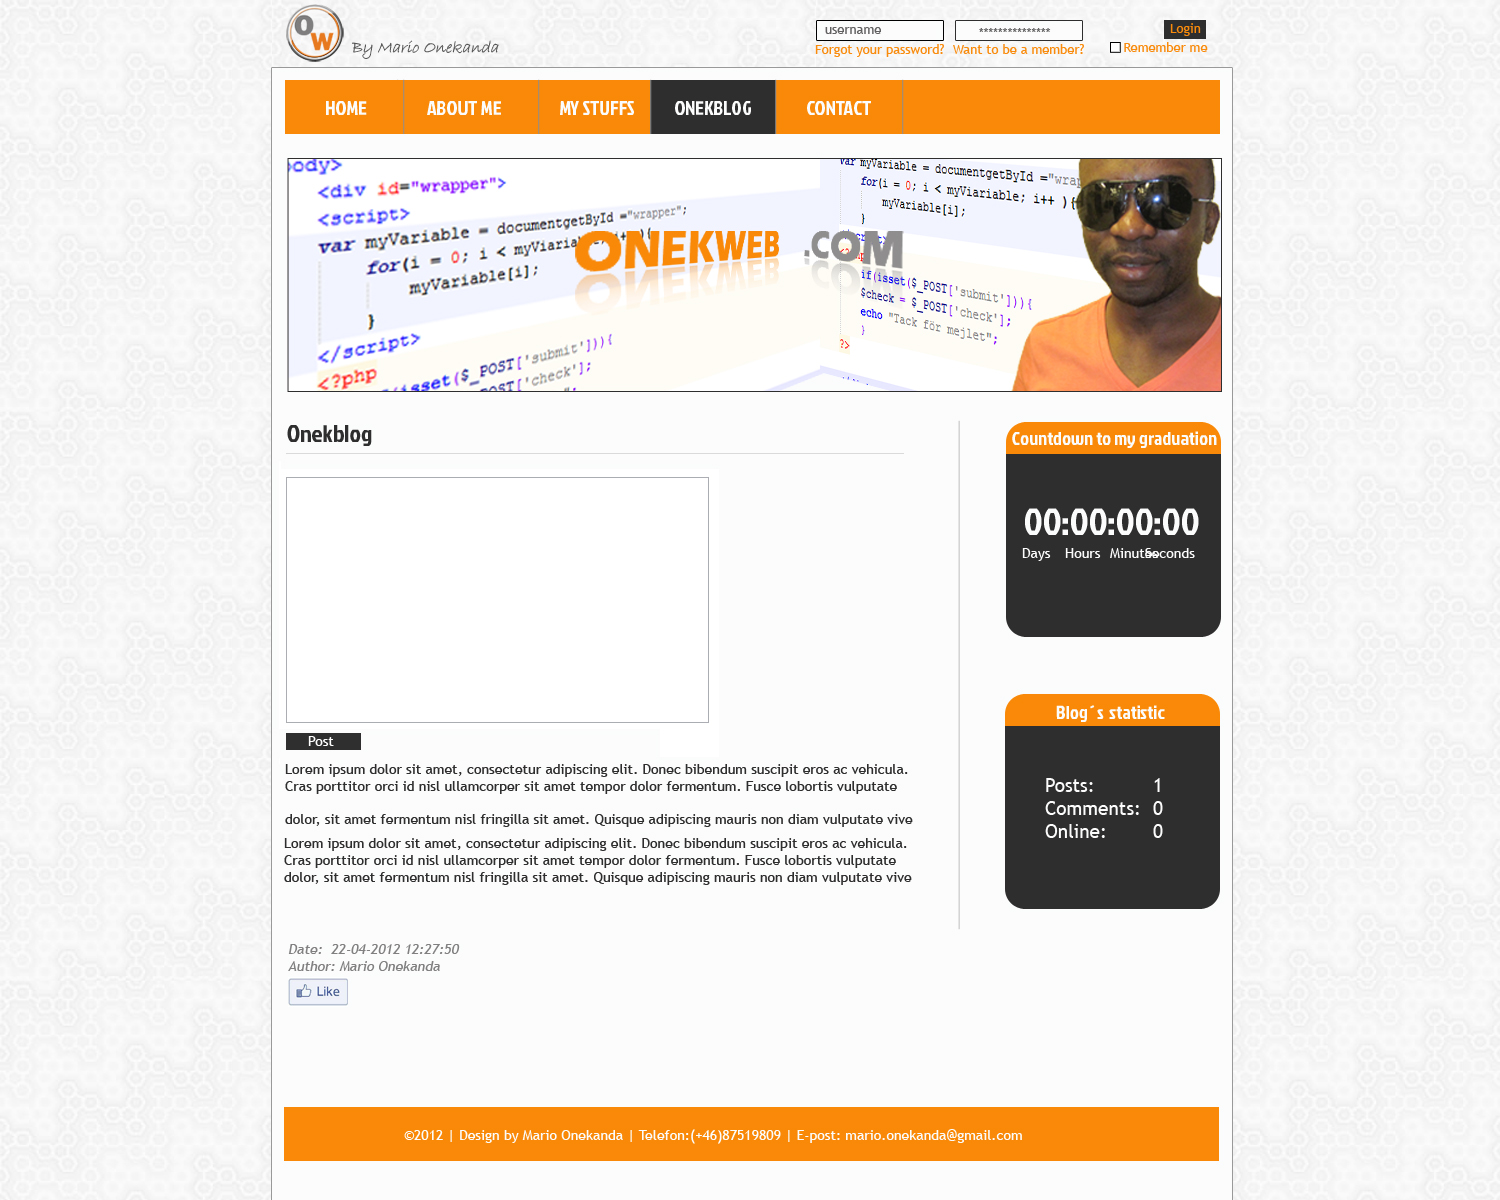 OW By Mario Onekanda
username *************** Login
Forgot your password? Want to be a member? Remember me
HOME ABOUT ME MY STUFFS ONEKBLOG CONTACT
body>
<div id="wrapper">
<script>
var myVariable = documentgetById ="wrapper";
for(i = 0; i < myViariable; i++ ){
myVariable[i];
}
</script>
<?php
isset($_POST['submit'])){
_POST['check'];
ONEKWEB .COM
var myVariable = documentgetById ="wrap
for(i = 0; i < myViariable; i++ ){
myVariable[i];
}
if(isset($_POST['submit'])){
$check = $_POST['check'];
echo "Tack för mejlet";
}
?>
Onekblog
Post
Lorem ipsum dolor sit amet, consectetur adipiscing elit. Donec bibendum suscipit eros ac vehicula.
Cras porttitor orci id nisl ullamcorper sit amet tempor dolor fermentum. Fusce lobortis vulputate
dolor, sit amet fermentum nisl fringilla sit amet. Quisque adipiscing mauris non diam vulputate vive
Lorem ipsum dolor sit amet, consectetur adipiscing elit. Donec bibendum suscipit eros ac vehicula.
Cras porttitor orci id nisl ullamcorper sit amet tempor dolor fermentum. Fusce lobortis vulputate
dolor, sit amet fermentum nisl fringilla sit amet. Quisque adipiscing mauris non diam vulputate vive
Date: 22-04-2012 12:27:50
Author: Mario Onekanda
Like
Countdown to my graduation
00:00:00:00
Days Hours Minutes Seconds
Blog´s statistic
Posts: 1
Comments: 0
Online: 0
©2012 | Design by Mario Onekanda | Telefon:(+46)87519809 | E-post: mario.onekanda@gmail.com